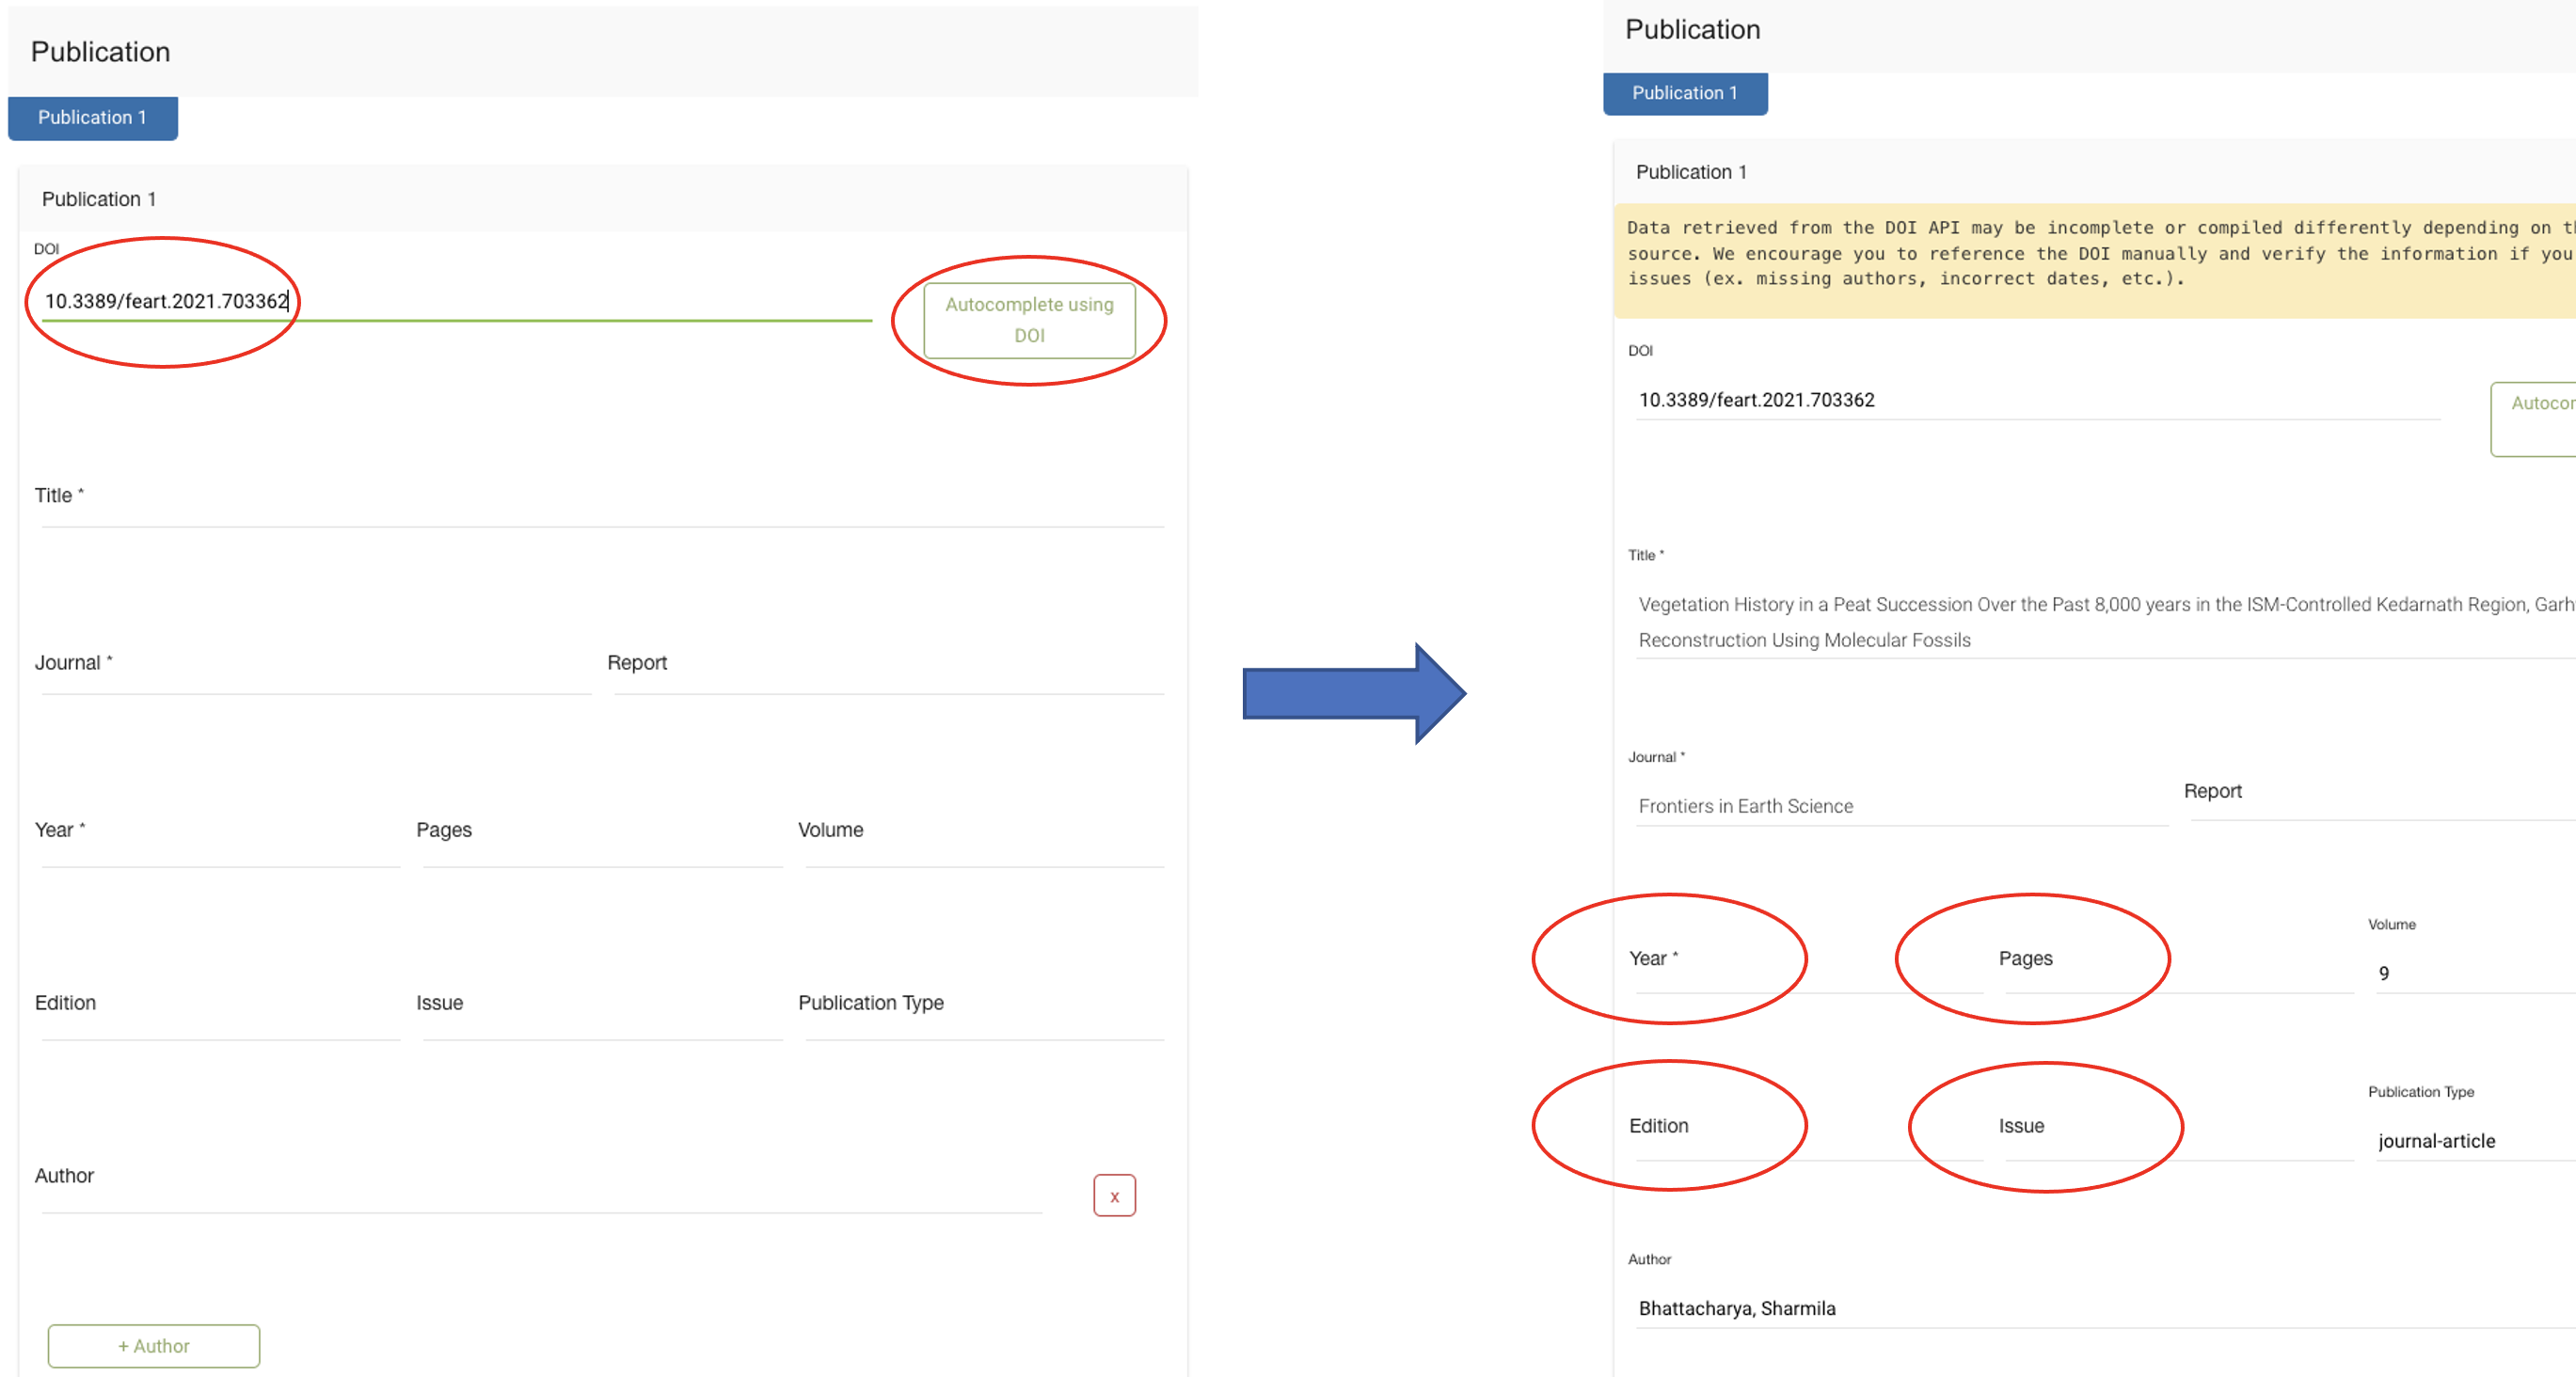 Publication
Publication 1
Publication 1
DOI
10.3389/feart.2021.703362
Autocomplete using
DOI
Title *
Journal *
Report
Year *
Pages
Volume
Edition
Issue
Publication Type
Author
x
+ Author
Publication
Publication 1
Publication 1
Data retrieved from the DOI API may be incomplete or compiled differently depending on
source. We encourage you to reference the DOI manually and verify the information if you
issues (ex. missing authors, incorrect dates, etc.).
DOI
10.3389/feart.2021.703362
Title *
Vegetation History in a Peat Succession Over the Past 8,000 years in the ISM-Controlled Kedarnath Region,
Reconstruction Using Molecular Fossils
Journal *
Frontiers in Earth Science
Report
Year *
Pages
Volume
9
Edition
Issue
Publication Type
journal-article
Author
Bhattacharya, Sharmila